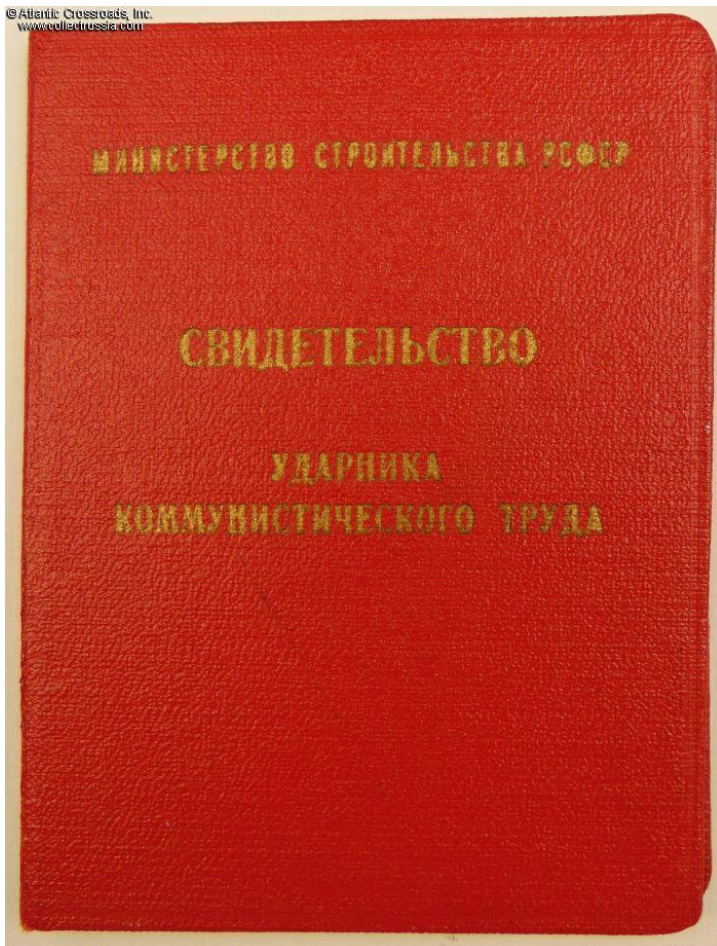 © Atlantic Crossroads, Inc.
www.collectrussia.com
МИНИСТЕРСТВО СТРОИТЕЛЬСТВА РСФСР
СВИДЕТЕЛЬСТВО
УДАРНИКА
КОММУНИСТИЧЕСКОГО ТРУДА